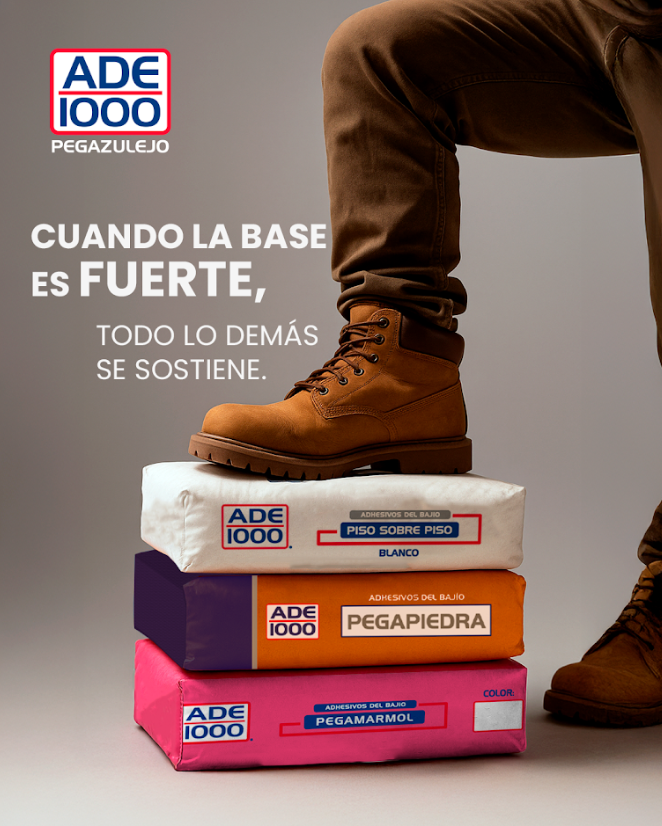 ADE
1000
PEGAZULEJO
CUANDO LA BASE
ES FUERTE,
TODO LO DEMÁS
SE SOSTIENE.
ADE
1000
ADHESIVOS DEL BAJIO
PISO SOBRE PISO
BLANCO
ADE
1000
ADHESIVOS DEL BAJÍO
PEGAPIEDRA
ADE
1000
ADHESIVOS DEL BAJIO
PEGAMARMOL
COLOR: